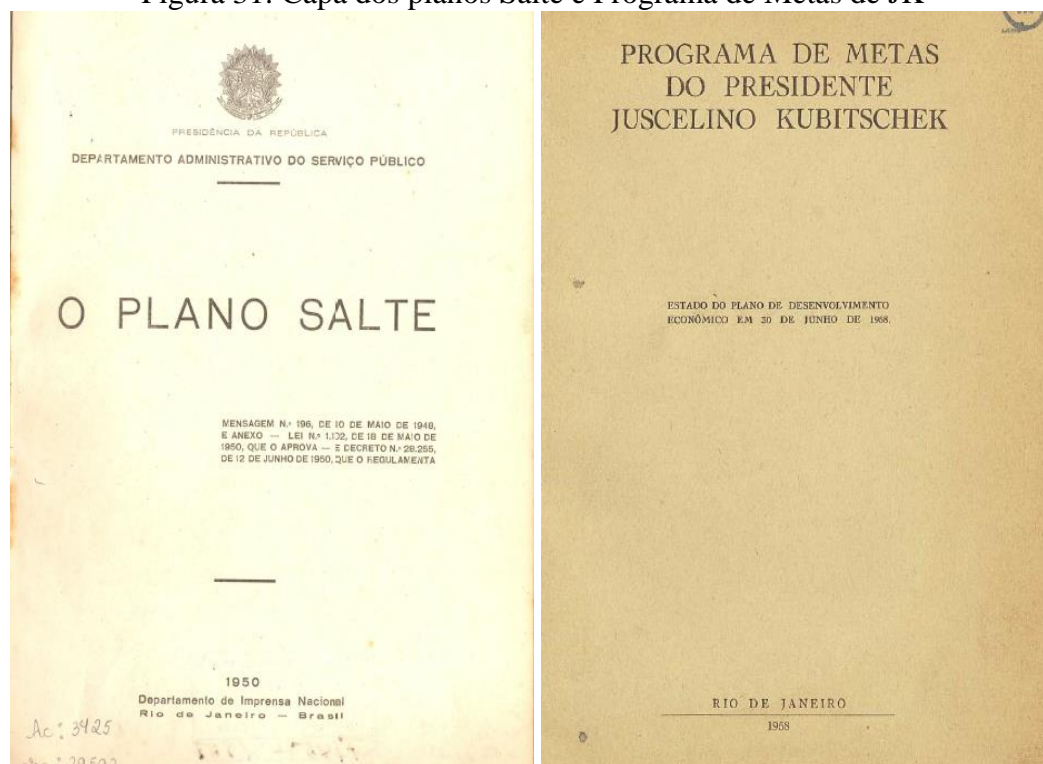 Figura 31: Capa dos planos Salte e Programa de Metas de JK
PRESIDÊNCIA DA REPÚBLICA
DEPARTAMENTO ADMINISTRATIVO DO SERVIÇO PÚBLICO
O PLANO SALTE
MENSAGEM N.º 196, DE 10 DE MAIO DE 1948,
E ANEXO — LEI N.º 1.102, DE 18 DE MAIO DE
1950, QUE O APROVA — E DECRETO N.º 28.255,
DE 12 DE JUNHO DE 1950, QUE O REGULAMENTA
1950
Departamento de Imprensa Nacional
Rio de Janeiro — Brasil
Ac: 3425
PROGRAMA DE METAS
DO PRESIDENTE
JUSCELINO KUBITSCHEK
ESTADO DO PLANO DE DESENVOLVIMENTO
ECONÔMICO EM 30 DE JUNHO DE 1958.
RIO DE JANEIRO
1958